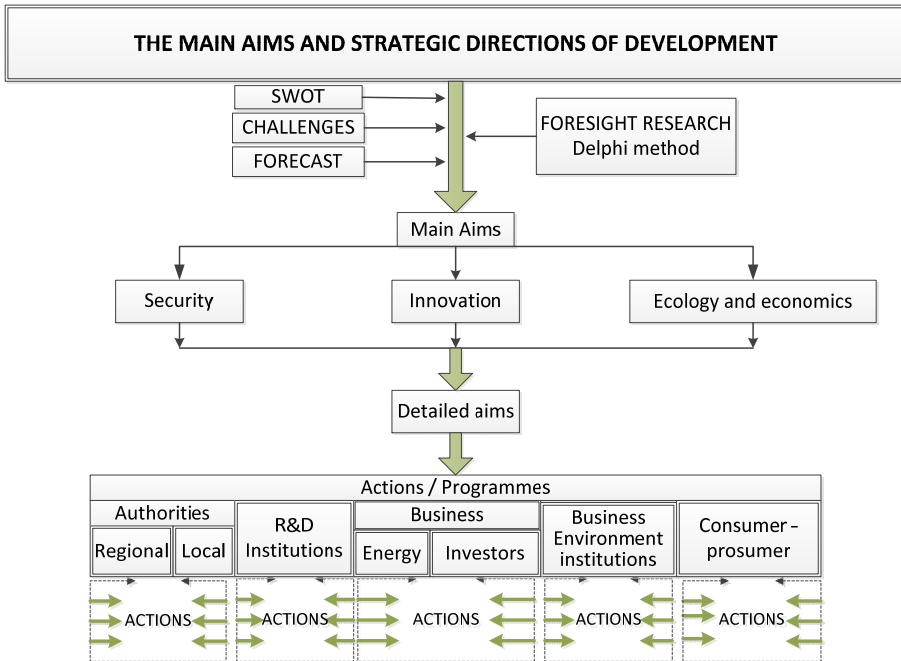 THE MAIN AIMS AND STRATEGIC DIRECTIONS OF DEVELOPMENT
SWOT
CHALLENGES
FORECAST
FORESIGHT RESEARCH
Delphi method
Main Aims
Security
Innovation
Ecology and economics
Detailed aims
Actions / Programmes
Authorities
Regional
Local
R&D
Institutions
Business
Energy
Investors
Business
Environment
institutions
Consumer –
prosumer
ACTIONS
ACTIONS
ACTIONS
ACTIONS
ACTIONS